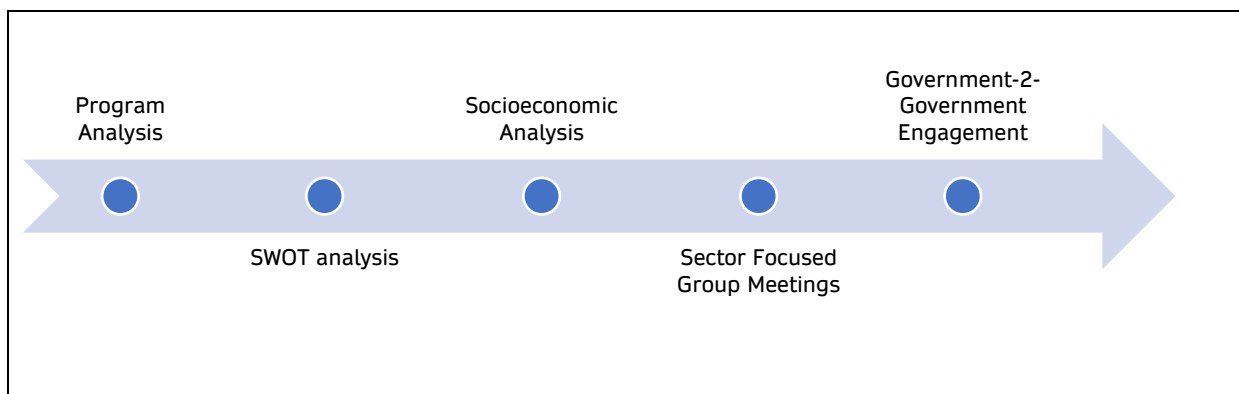 Program
Analysis
SWOT analysis
Socioeconomic
Analysis
Sector Focused
Group Meetings
Government-2-
Government
Engagement